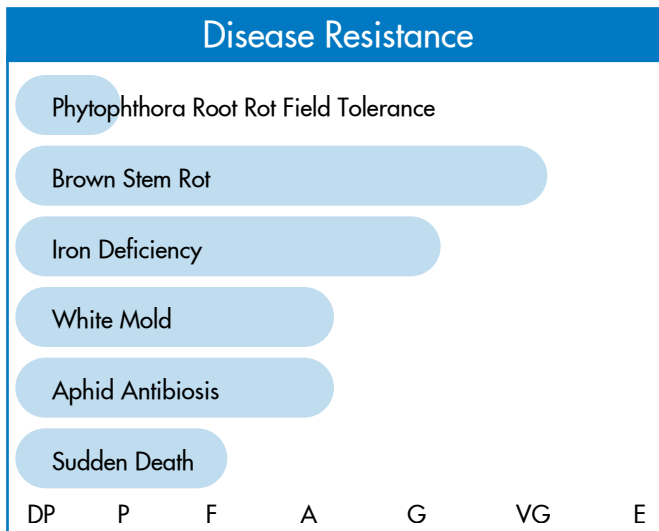 Disease Resistance
Phytophthora Root Rot Field Tolerance
Brown Stem Rot
Iron Deficiency
White Mold
Aphid Antibiosis
Sudden Death
DP P F A G VG E